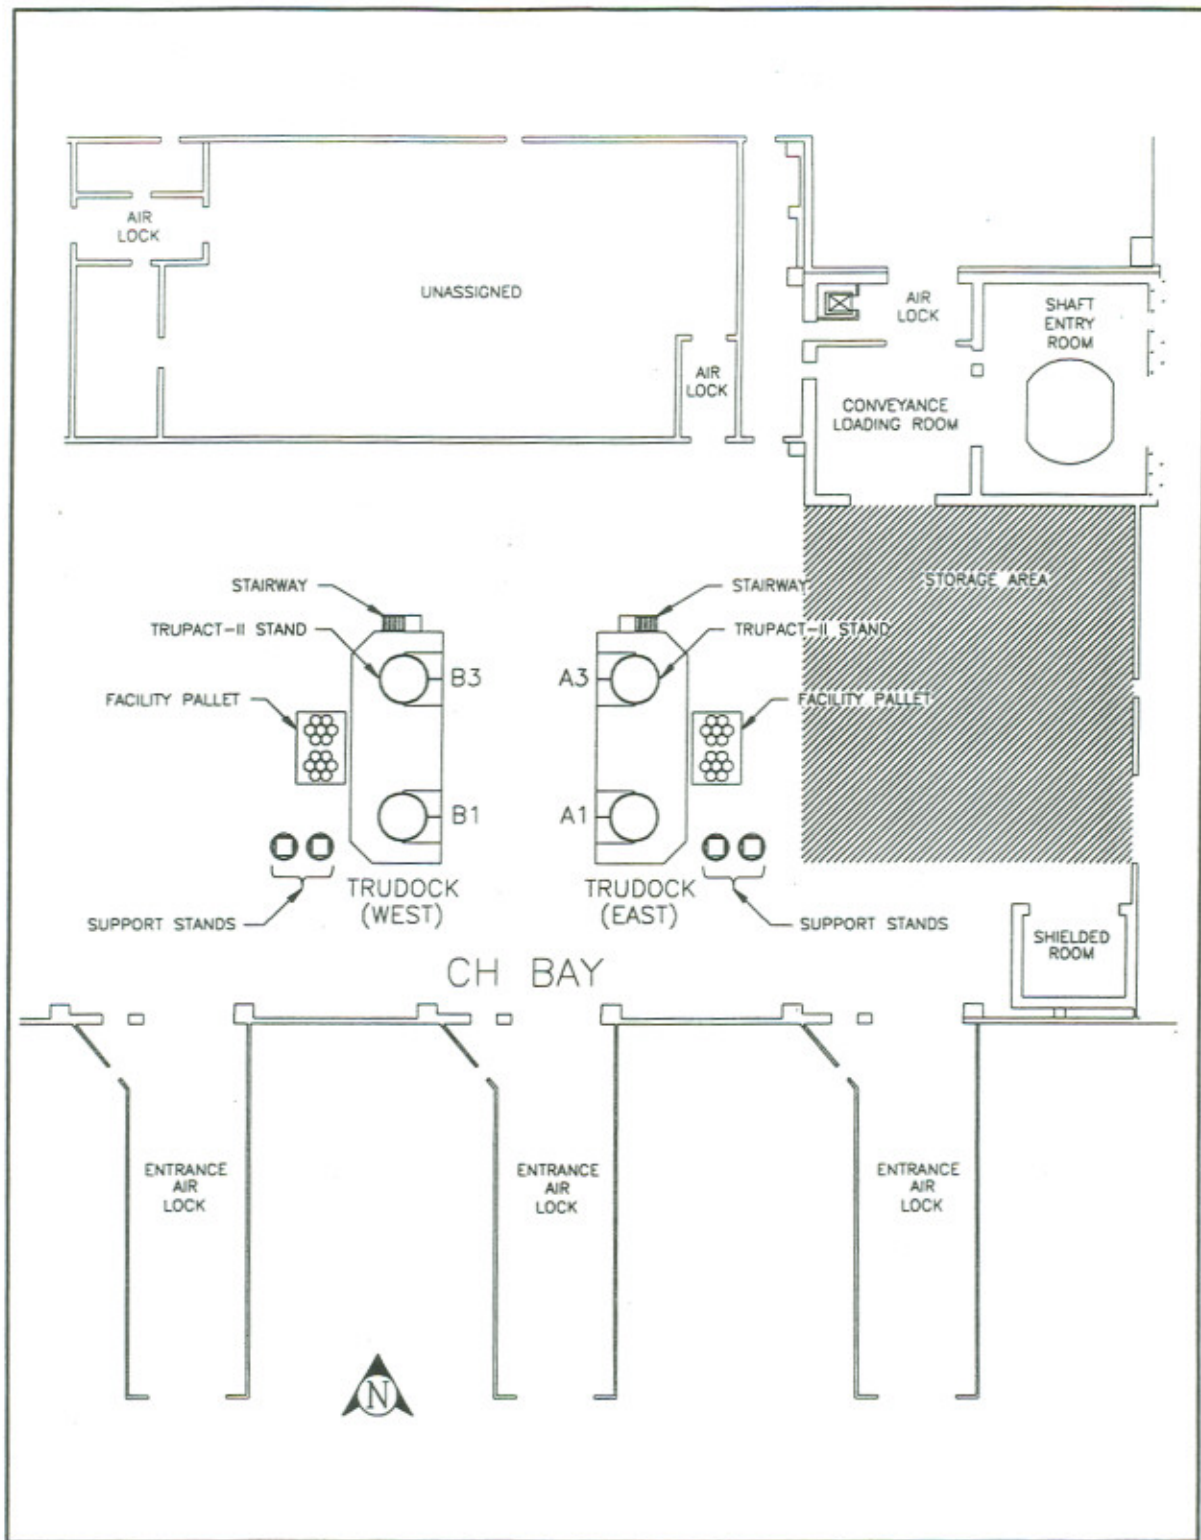 AIR
LOCK
UNASSIGNED
AIR
LOCK
AIR
LOCK
SHAFT
ENTRY
ROOM
CONVEYANCE
LOADING ROOM
STAIRWAY
TRUPACT-II STAND
FACILITY PALLET
B3
B1
SUPPORT STANDS
TRUDOCK
(WEST)
STAIRWAY
TRUPACT-II STAND
FACILITY PALLET
A3
A1
TRUDOCK
(EAST)
SUPPORT STANDS
STORAGE AREA
SHIELDED
ROOM
CH BAY
ENTRANCE
AIR
LOCK
ENTRANCE
AIR
LOCK
ENTRANCE
AIR
LOCK
N